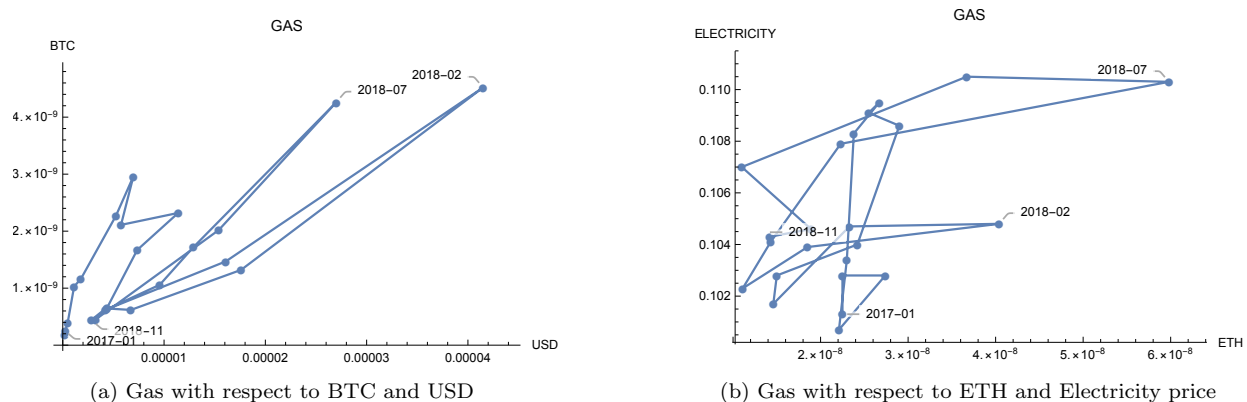 GAS
BTC
2018-02
2018-07
4. × 10⁻⁹
3. × 10⁻⁹
2. × 10⁻⁹
1. × 10⁻⁹
2018-11
2017-01
USD
0.00001
0.00002
0.00003
0.00004
(a) Gas with respect to BTC and USD
GAS
ELECTRICITY
2018-07
0.110
0.108
0.106
2018-02
0.104
2018-11
0.102
2017-01
ETH
2. × 10⁻⁸
3. × 10⁻⁸
4. × 10⁻⁸
5. × 10⁻⁸
6. × 10⁻⁸
(b) Gas with respect to ETH and Electricity price